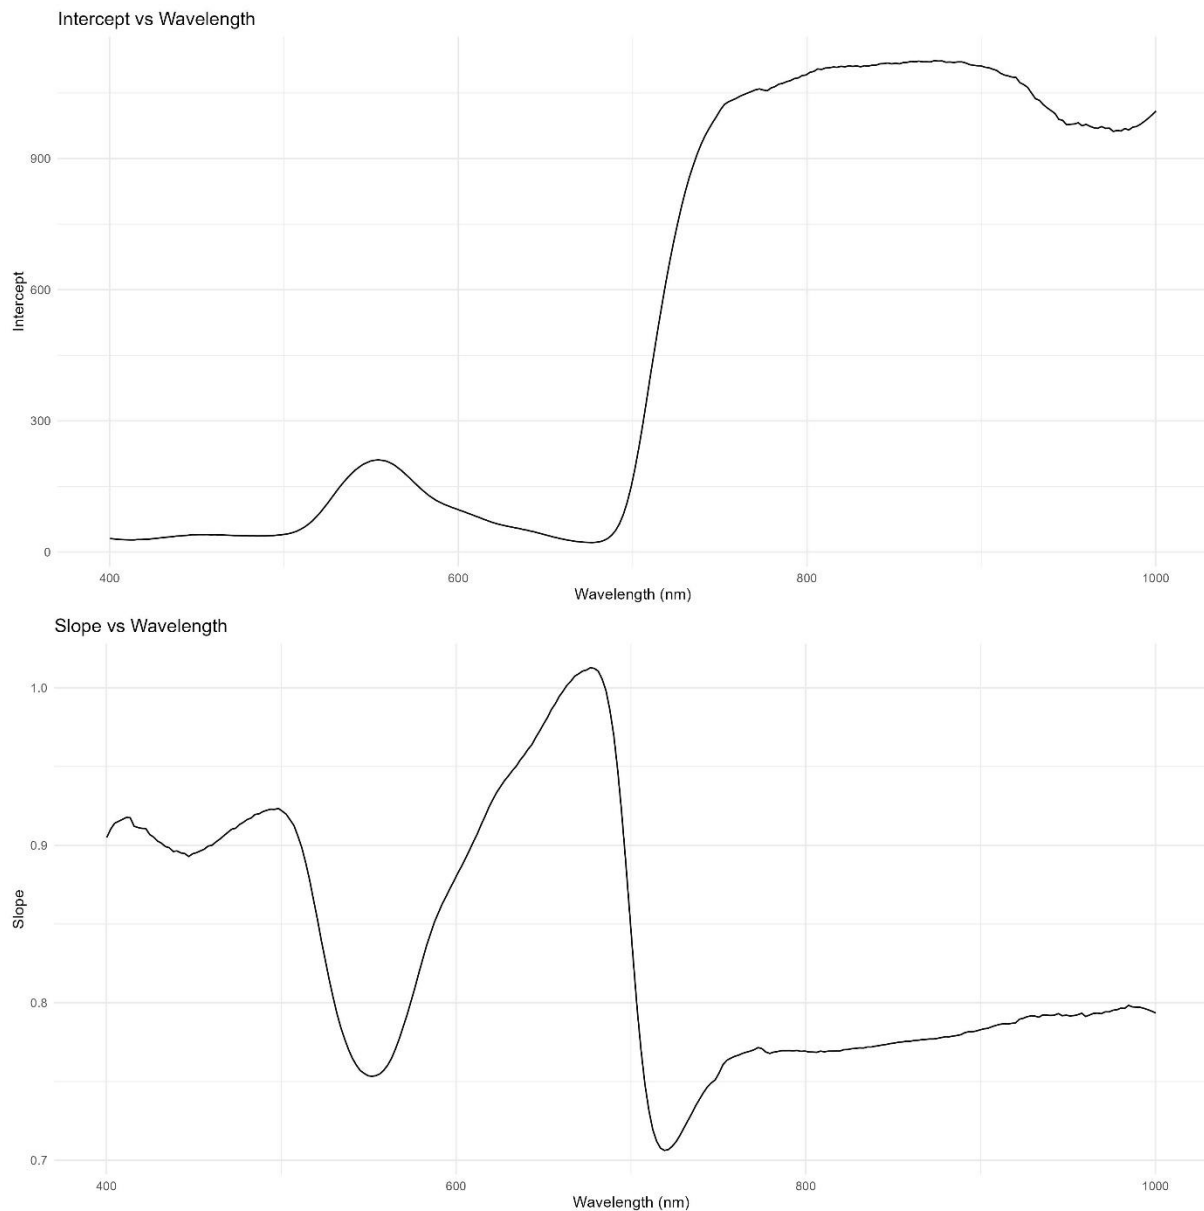 Intercept vs Wavelength
Intercept
900
600
300
0
400 600 800 1000
Wavelength (nm)
Slope vs Wavelength
Slope
1.0
0.9
0.8
0.7
400 600 800 1000
Wavelength (nm)